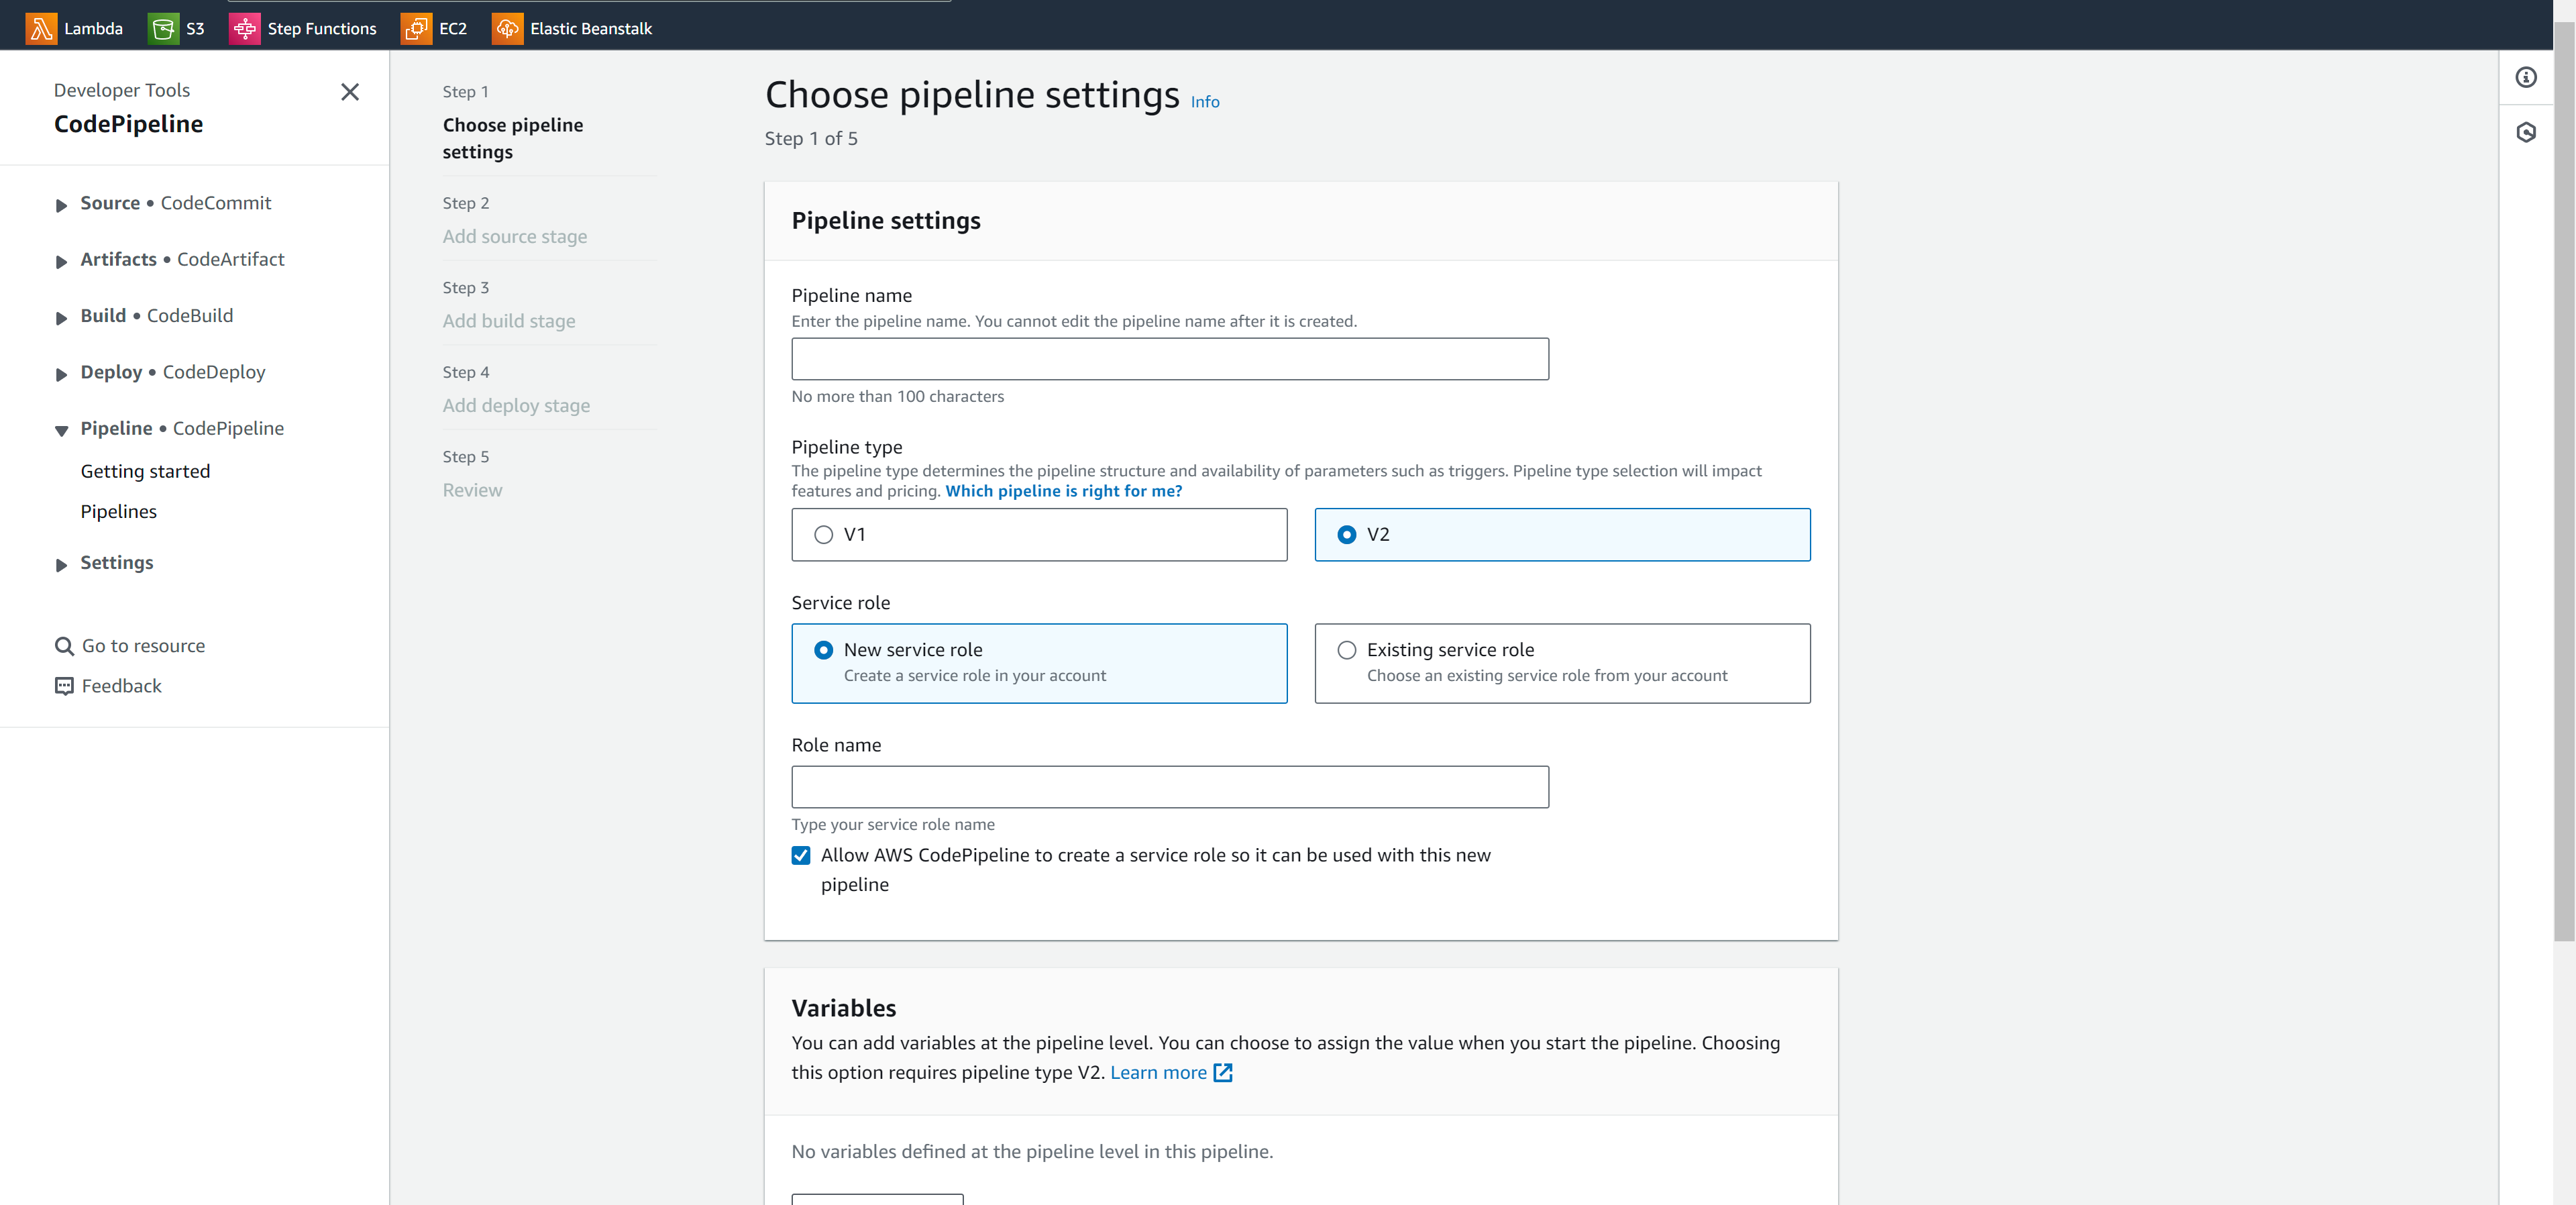 Lambda
S3
Step Functions
EC2
Elastic Beanstalk
Developer Tools
CodePipeline
Source • CodeCommit
Artifacts • CodeArtifact
Build • CodeBuild
Deploy • CodeDeploy
Pipeline • CodePipeline
Getting started
Pipelines
Settings
Go to resource
Feedback
Step 1
Choose pipeline
settings
Step 2
Add source stage
Step 3
Add build stage
Step 4
Add deploy stage
Step 5
Review
Choose pipeline settings Info
Step 1 of 5
Pipeline settings
Pipeline name
Enter the pipeline name. You cannot edit the pipeline name after it is created.
No more than 100 characters
Pipeline type
The pipeline type determines the pipeline structure and availability of parameters such as triggers. Pipeline type selection will impact
features and pricing. Which pipeline is right for me?
V1
V2
Service role
New service role
Create a service role in your account
Existing service role
Choose an existing service role from your account
Role name
Type your service role name
Allow AWS CodePipeline to create a service role so it can be used with this new
pipeline
Variables
You can add variables at the pipeline level. You can choose to assign the value when you start the pipeline. Choosing
this option requires pipeline type V2. Learn more
No variables defined at the pipeline level in this pipeline.